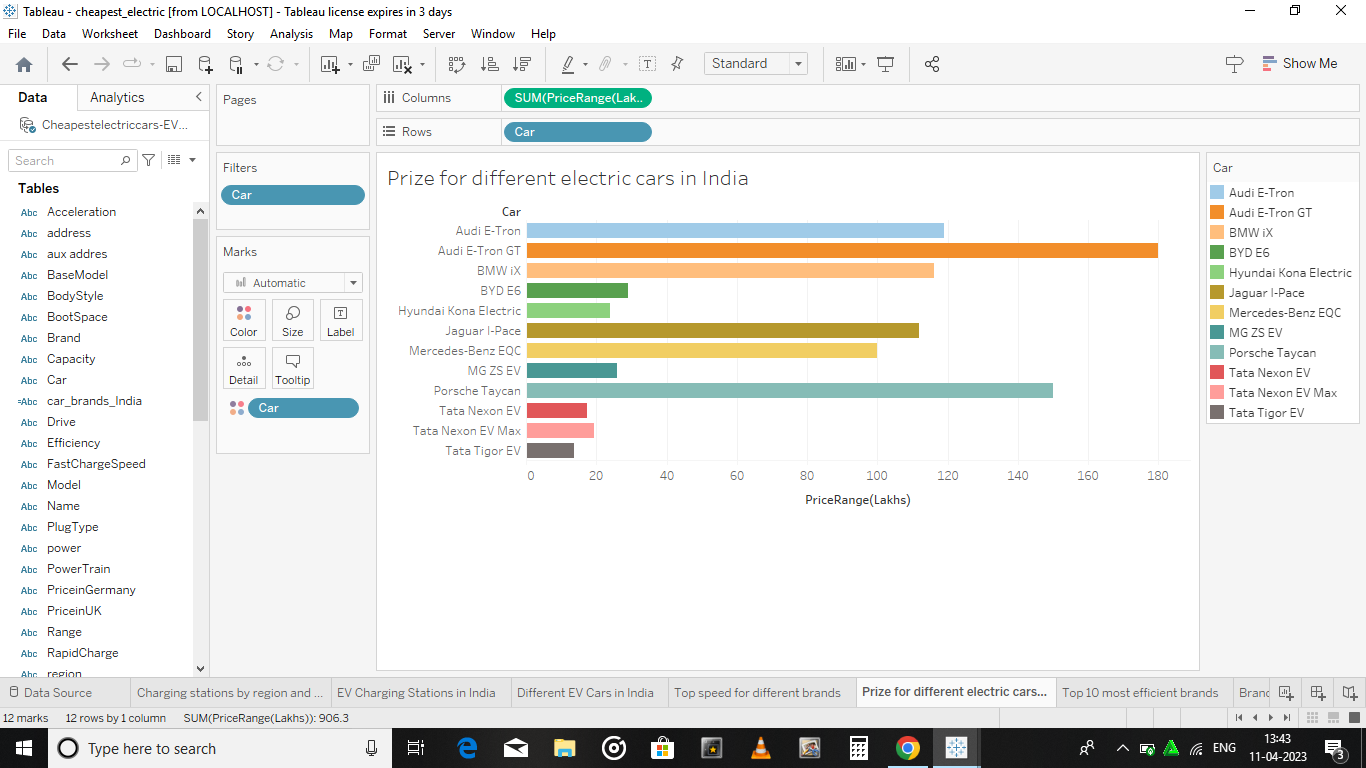 Tableau - cheapest_electric [from LOCALHOST] - Tableau license expires in 3 days
File Data Worksheet Dashboard Story Analysis Map Format Server Window Help
Standard
Show Me
Data Analytics
Cheapestelectriccars-EV...
Search
Tables
Abc Acceleration
Abc address
Abc aux addres
Abc BaseModel
Abc BodyStyle
Abc BootSpace
Abc Brand
Abc Capacity
Abc Car
=Abc car_brands_India
Abc Drive
Abc Efficiency
Abc FastChargeSpeed
Abc Model
Abc Name
Abc PlugType
Abc power
Abc PowerTrain
Abc PriceinGermany
Abc PriceinUK
Abc Range
Abc RapidCharge
Abc region
Pages
Filters
Car
Marks
Automatic
Color Size Label
Detail Tooltip
Car
Columns SUM(PriceRange(Lak..
Rows Car
Prize for different electric cars in India
Car
Audi E-Tron
Audi E-Tron GT
BMW iX
BYD E6
Hyundai Kona Electric
Jaguar I-Pace
Mercedes-Benz EQC
MG ZS EV
Porsche Taycan
Tata Nexon EV
Tata Nexon EV Max
Tata Tigor EV
0 20 40 60 80 100 120 140 160 180
PriceRange(Lakhs)
Car
Audi E-Tron
Audi E-Tron GT
BMW iX
BYD E6
Hyundai Kona Electric
Jaguar I-Pace
Mercedes-Benz EQC
MG ZS EV
Porsche Taycan
Tata Nexon EV
Tata Nexon EV Max
Tata Tigor EV
Data Source Charging stations by region and ... EV Charging Stations in India Different EV Cars in India Top speed for different brands Prize for different electric cars... Top 10 most efficient brands Brand
12 marks 12 rows by 1 column SUM(PriceRange(Lakhs)): 906.3
Type here to search
ENG
13:43
11-04-2023
3